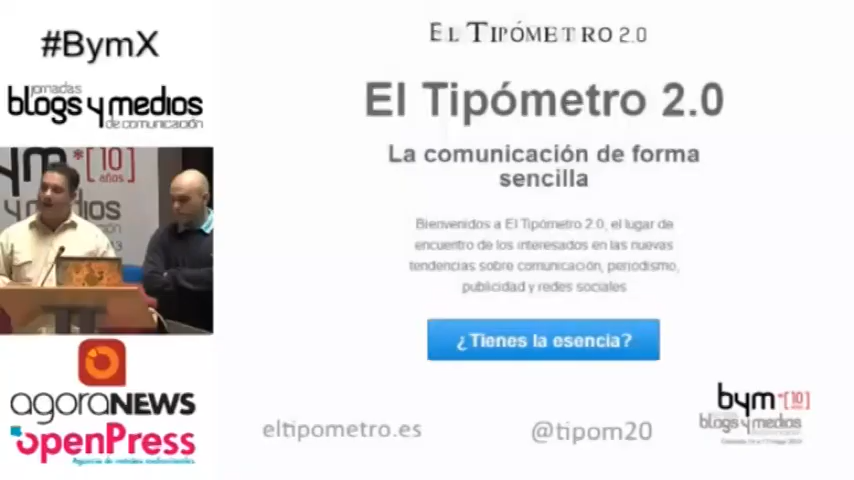 #BymX
jornadas
blogs y medios
de comunicación
bym*[10]
años
y medios
agoraNEWS
openPress
EL TIPÓMETRO 2.0
El Tipómetro 2.0
La comunicación de forma
sencilla
Bienvenidos a El Tipómetro 2.0, el lugar de
encuentro de los interesados en las nuevas
tendencias sobre comunicación, periodismo,
publicidad y redes sociales
¿Tienes la esencia?
eltipometro.es
@tipom20
bym*[10]
blogs y medios